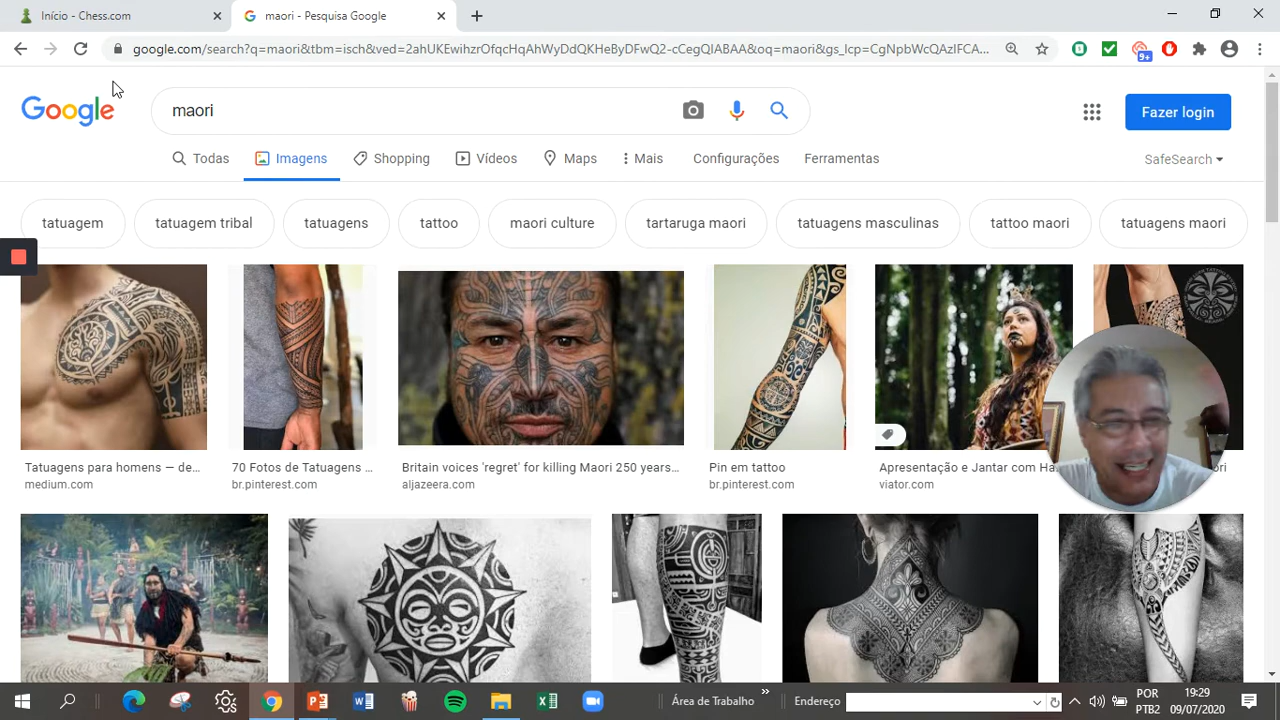 Início - Chess.com
maori - Pesquisa Google
google.com/search?q=maori&tbm=isch&ved=2ahUKEwihzrOfqcHqAhWyDdQKHeByDFwQ2-cCegQIABAA&oq=maori&gs_lcp=CgNpbWcQAzIFCA...
9+
Google
maori
Fazer login
Todas
Imagens
Shopping
Vídeos
Maps
Mais
Configurações
Ferramentas
SafeSearch
tatuagem
tatuagem tribal
tatuagens
tattoo
maori culture
tartaruga maori
tatuagens masculinas
tattoo maori
tatuagens maori
Tatuagens para homens — de...
medium.com
70 Fotos de Tatuagens ...
br.pinterest.com
Britain voices 'regret' for killing Maori 250 years...
aljazeera.com
Pin em tattoo
br.pinterest.com
Apresentação e Jantar com Ha...
viator.com
Área de Trabalho
Endereço
POR
PTB2
19:29
09/07/2020